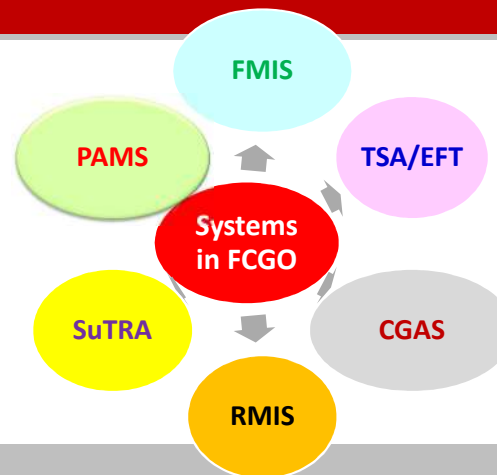 FMIS
PAMS
TSA/EFT
Systems
in FCGO
SuTRA
CGAS
RMIS